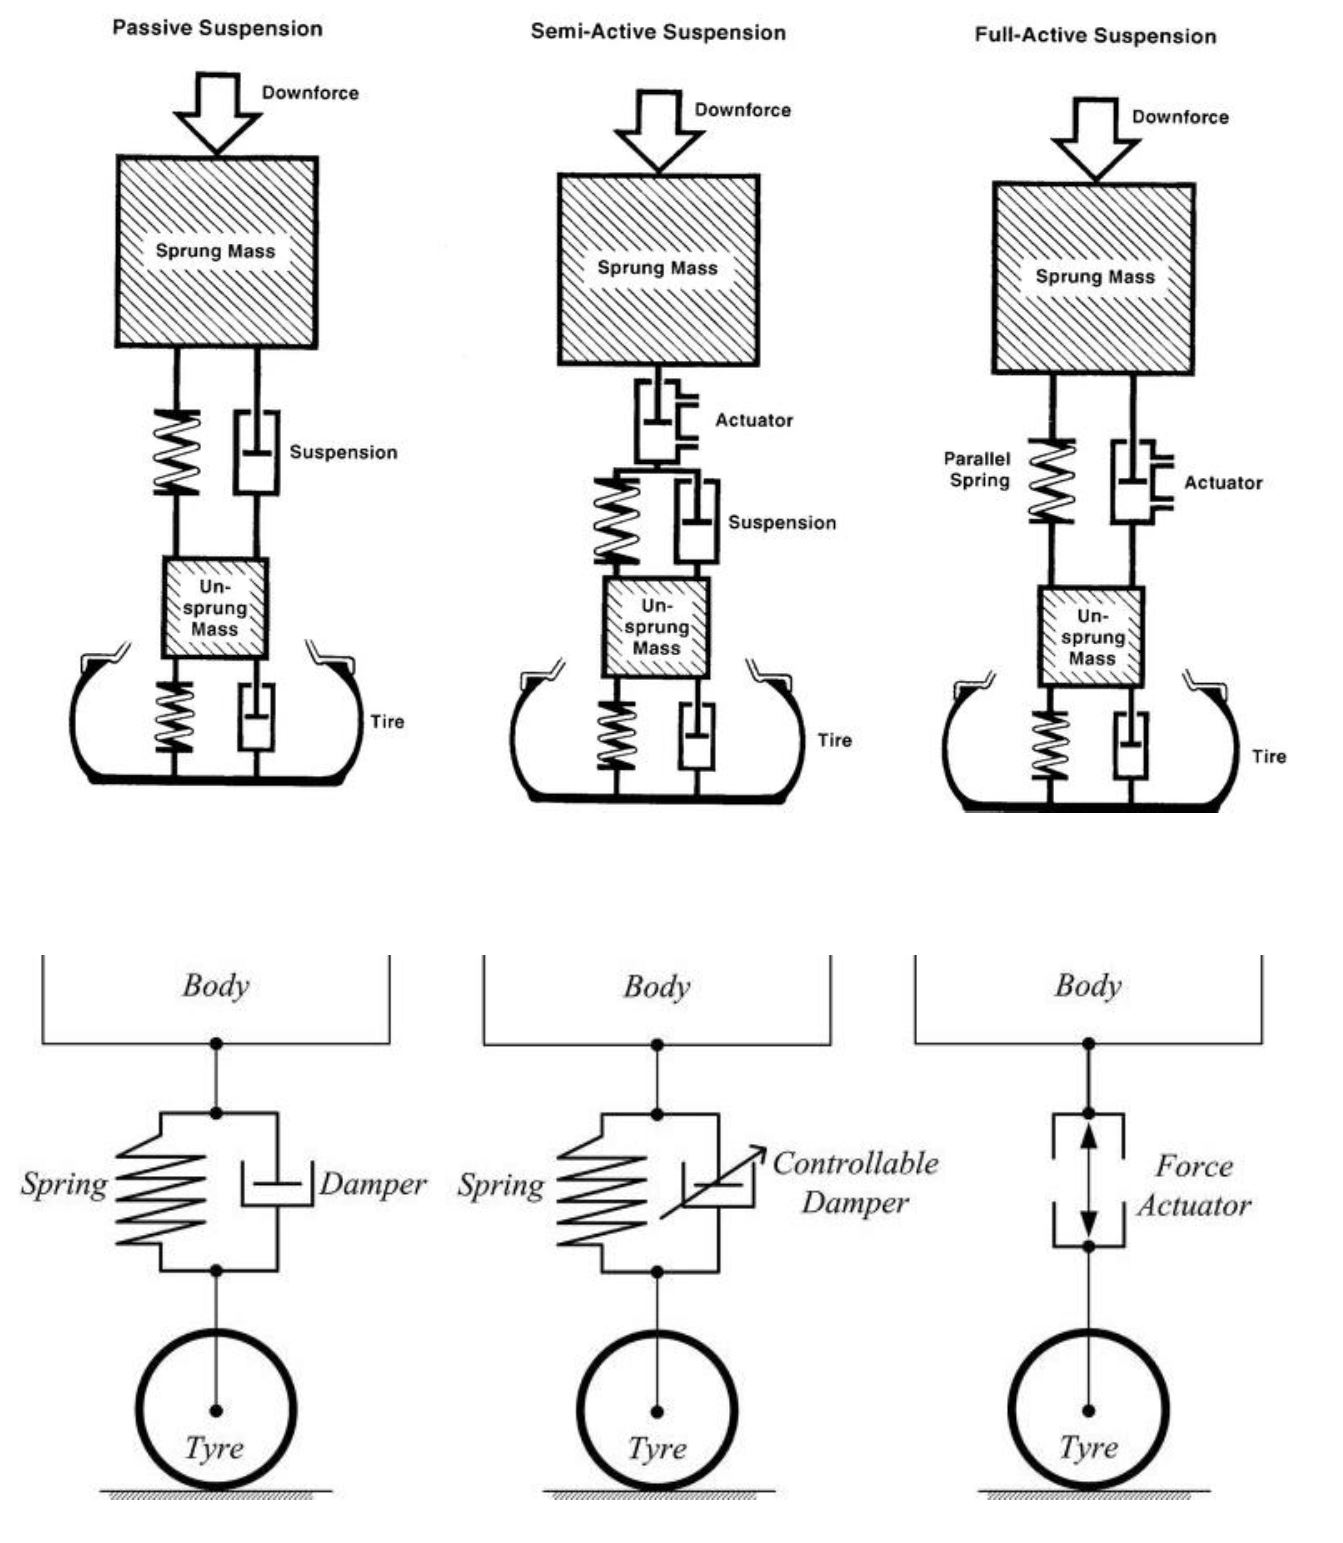 Passive Suspension
Downforce
Sprung Mass
Suspension
Un-
sprung
Mass
Tire
Semi-Active Suspension
Downforce
Sprung Mass
Actuator
Suspension
Un-
sprung
Mass
Tire
Full-Active Suspension
Downforce
Sprung Mass
Parallel
Spring
Actuator
Un-
sprung
Mass
Tire
Body
Spring
Damper
Tyre
Body
Spring
Controllable
Damper
Tyre
Body
Force
Actuator
Tyre